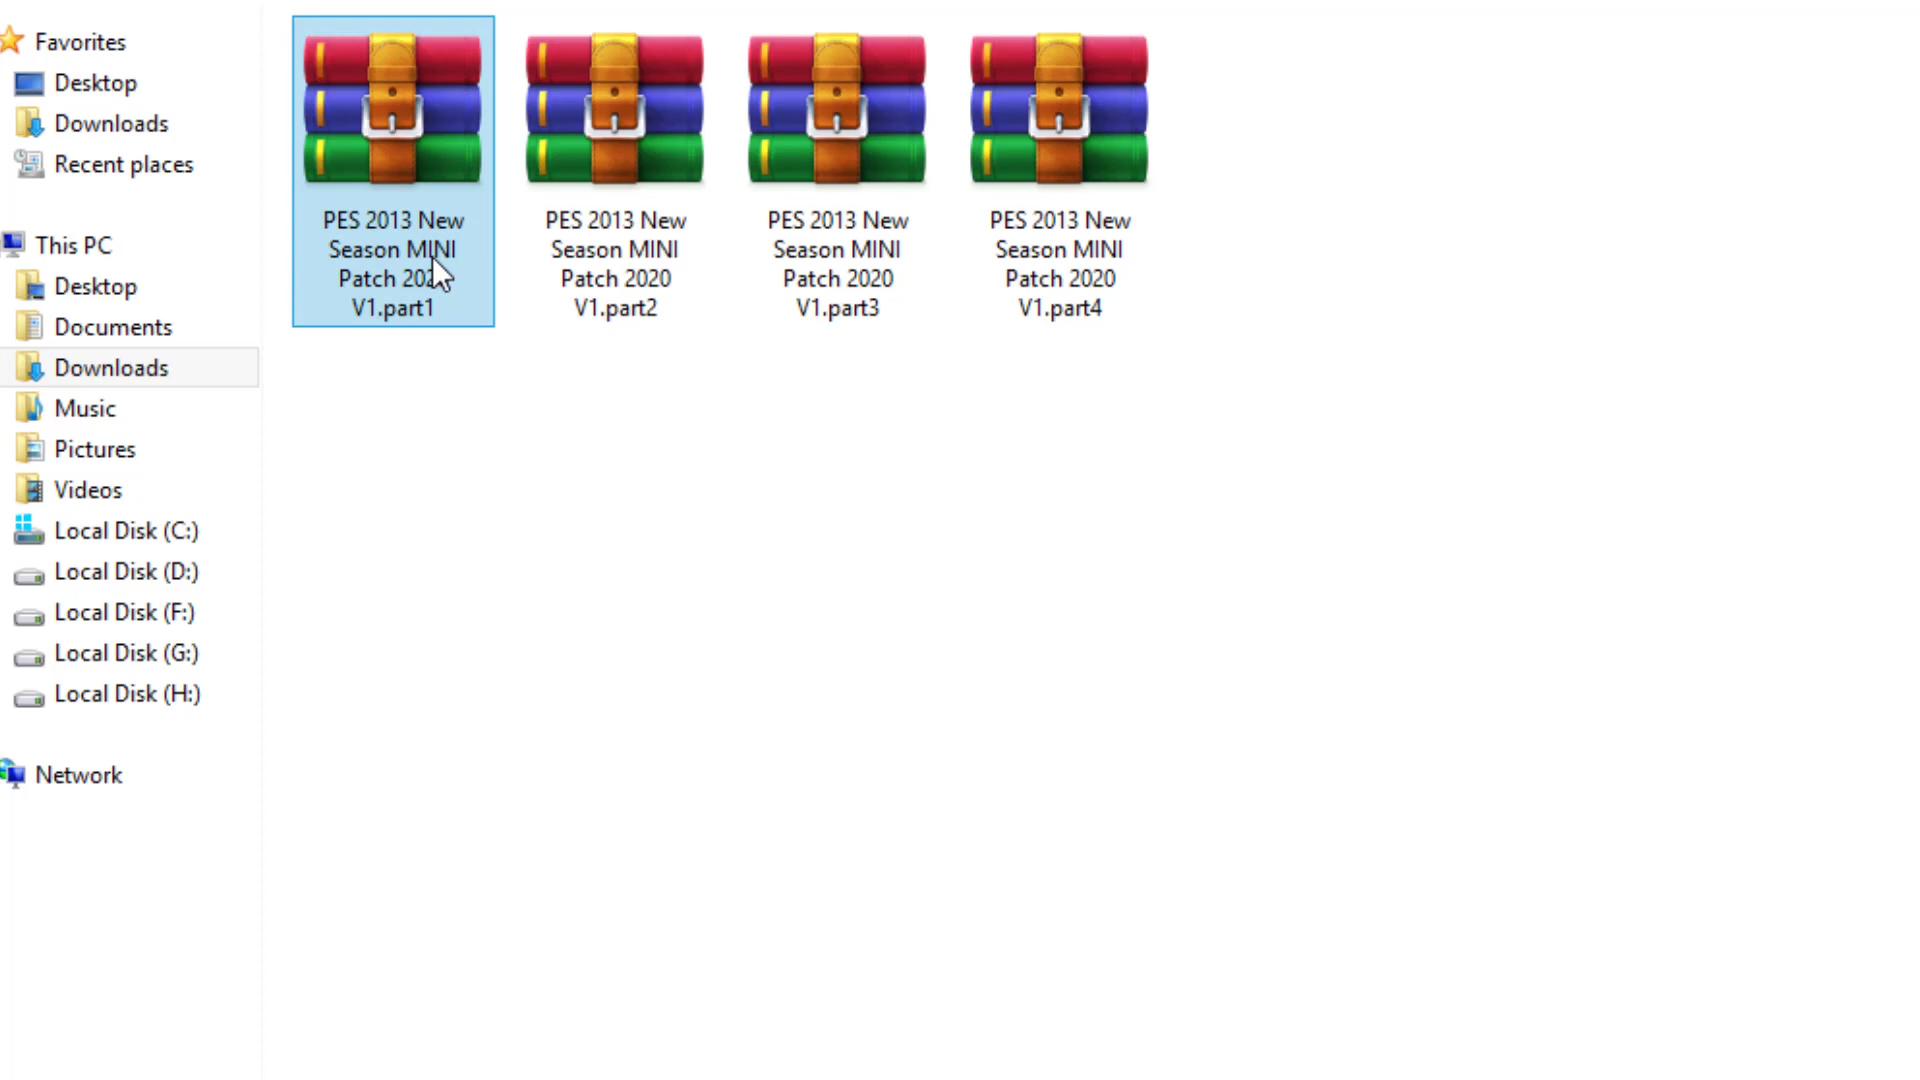 Favorites
Desktop
Downloads
Recent places
This PC
Desktop
Documents
Downloads
Music
Pictures
Videos
Local Disk (C:)
Local Disk (D:)
Local Disk (F:)
Local Disk (G:)
Local Disk (H:)
Network
PES 2013 New
Season MINI
Patch 2020
V1.part1
PES 2013 New
Season MINI
Patch 2020
V1.part2
PES 2013 New
Season MINI
Patch 2020
V1.part3
PES 2013 New
Season MINI
Patch 2020
V1.part4